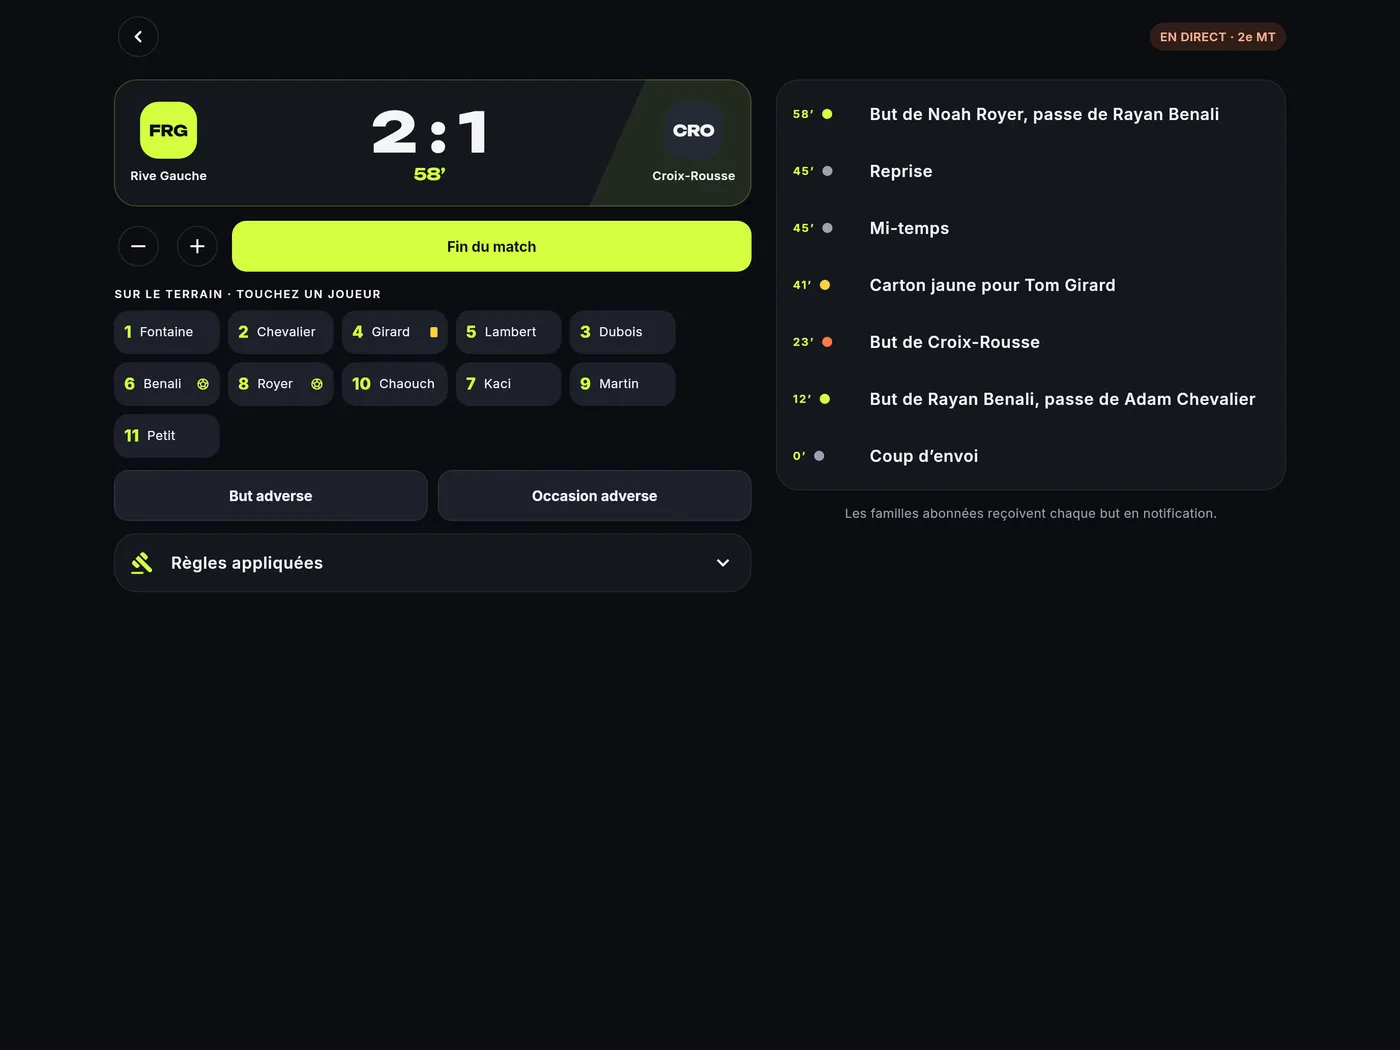 EN DIRECT · 2e MT
FRG
Rive Gauche
2 : 1
58’
CRO
Croix-Rousse
Fin du match
SUR LE TERRAIN · TOUCHEZ UN JOUEUR
1 Fontaine
2 Chevalier
4 Girard
5 Lambert
3 Dubois
6 Benali
8 Royer
10 Chaouch
7 Kaci
9 Martin
11 Petit
But adverse
Occasion adverse
Règles appliquées
58’ But de Noah Royer, passe de Rayan Benali
45’ Reprise
45’ Mi-temps
41’ Carton jaune pour Tom Girard
23’ But de Croix-Rousse
12’ But de Rayan Benali, passe de Adam Chevalier
0’ Coup d’envoi
Les familles abonnées reçoivent chaque but en notification.